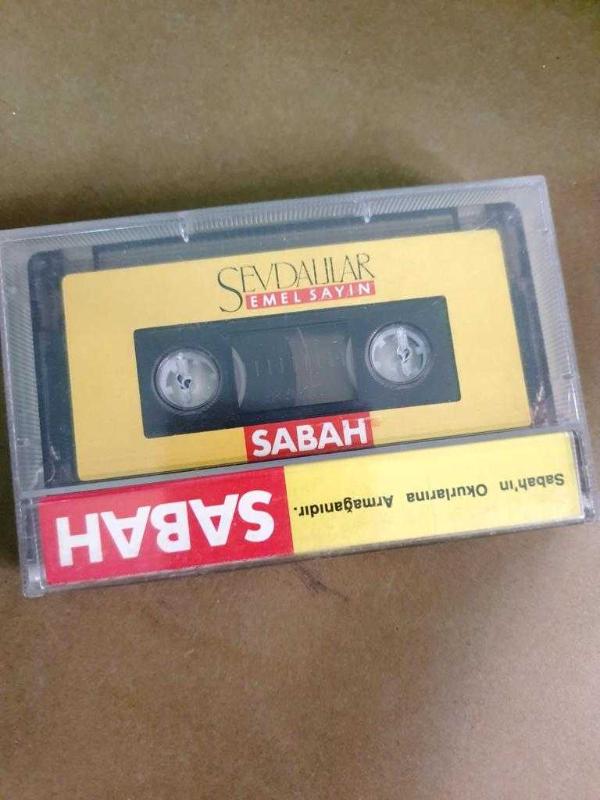 SEVDALILAR
EMEL SAYIN
SABAH
SABAH
Sabah'ın Okurlarına Armağanıdır.